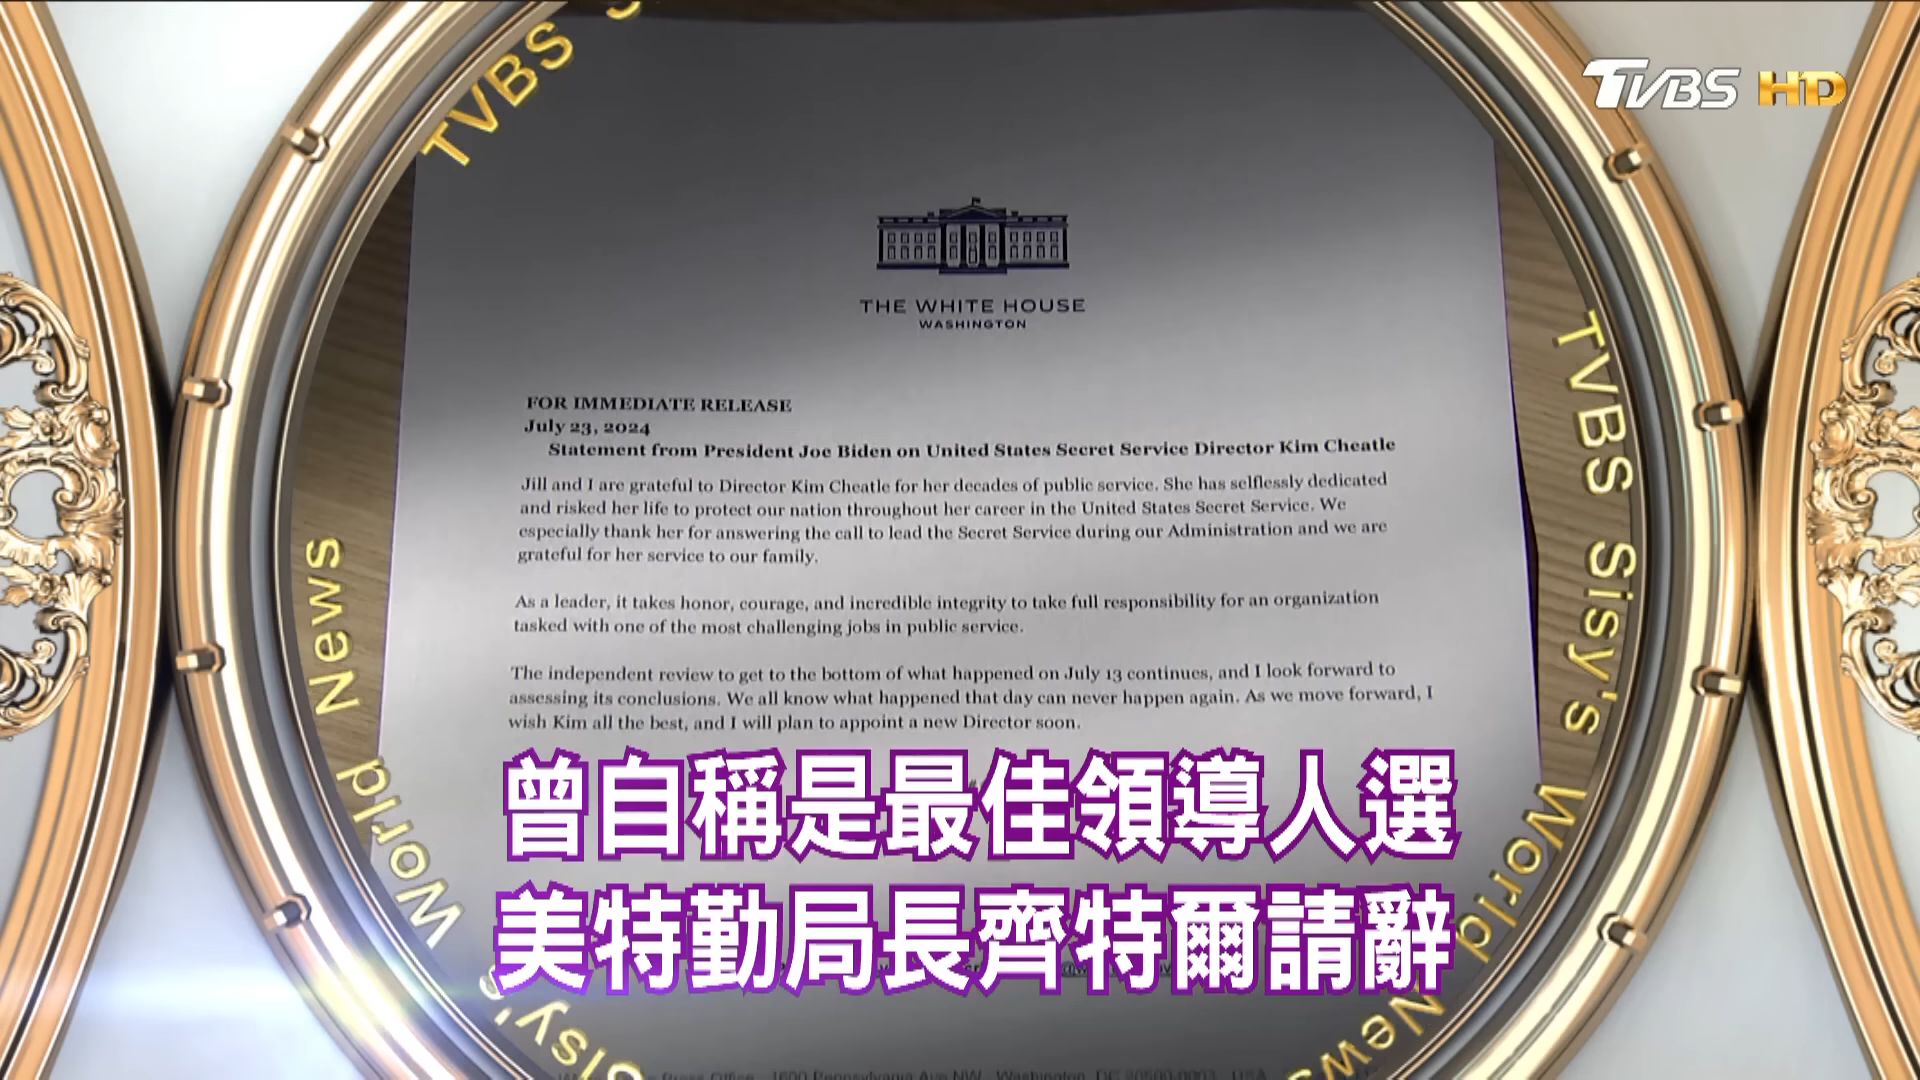 TVBS HD
TVBS S
THE WHITE HOUSE
WASHINGTON
FOR IMMEDIATE RELEASE
July 23, 2024
Statement from President Joe Biden on United States Secret Service Director Kim Cheatle
Jill and I are grateful to Director Kim Cheatle for her decades of public service. She has selflessly dedicated
and risked her life to protect our nation throughout her career in the United States Secret Service. We
especially thank her for answering the call to lead the Secret Service during our Administration and we are
grateful for her service to our family.
As a leader, it takes honor, courage, and incredible integrity to take full responsibility for an organization
tasked with one of the most challenging jobs in public service.
The independent review to get to the bottom of what happened on July 13 continues, and I look forward to
assessing its conclusions. We all know what happened that day can never happen again. As we move forward, I
wish Kim all the best, and I will plan to appoint a new Director soon.
曾自稱是最佳領導人選
美特勤局長齊特爾請辭
TVBS Sisy's World News
Sisy's World News